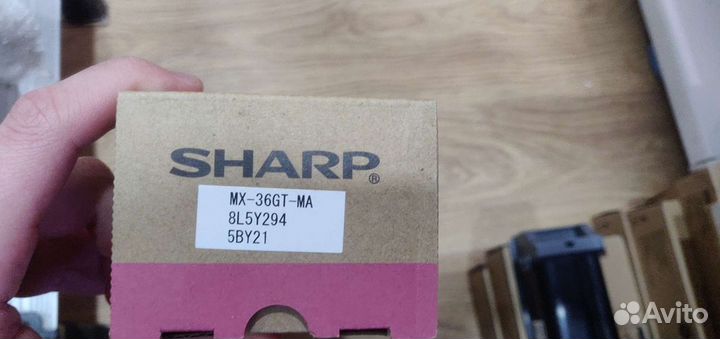 SHARP®
MX-36GT-MA
8L5Y294
5BY21
Avito